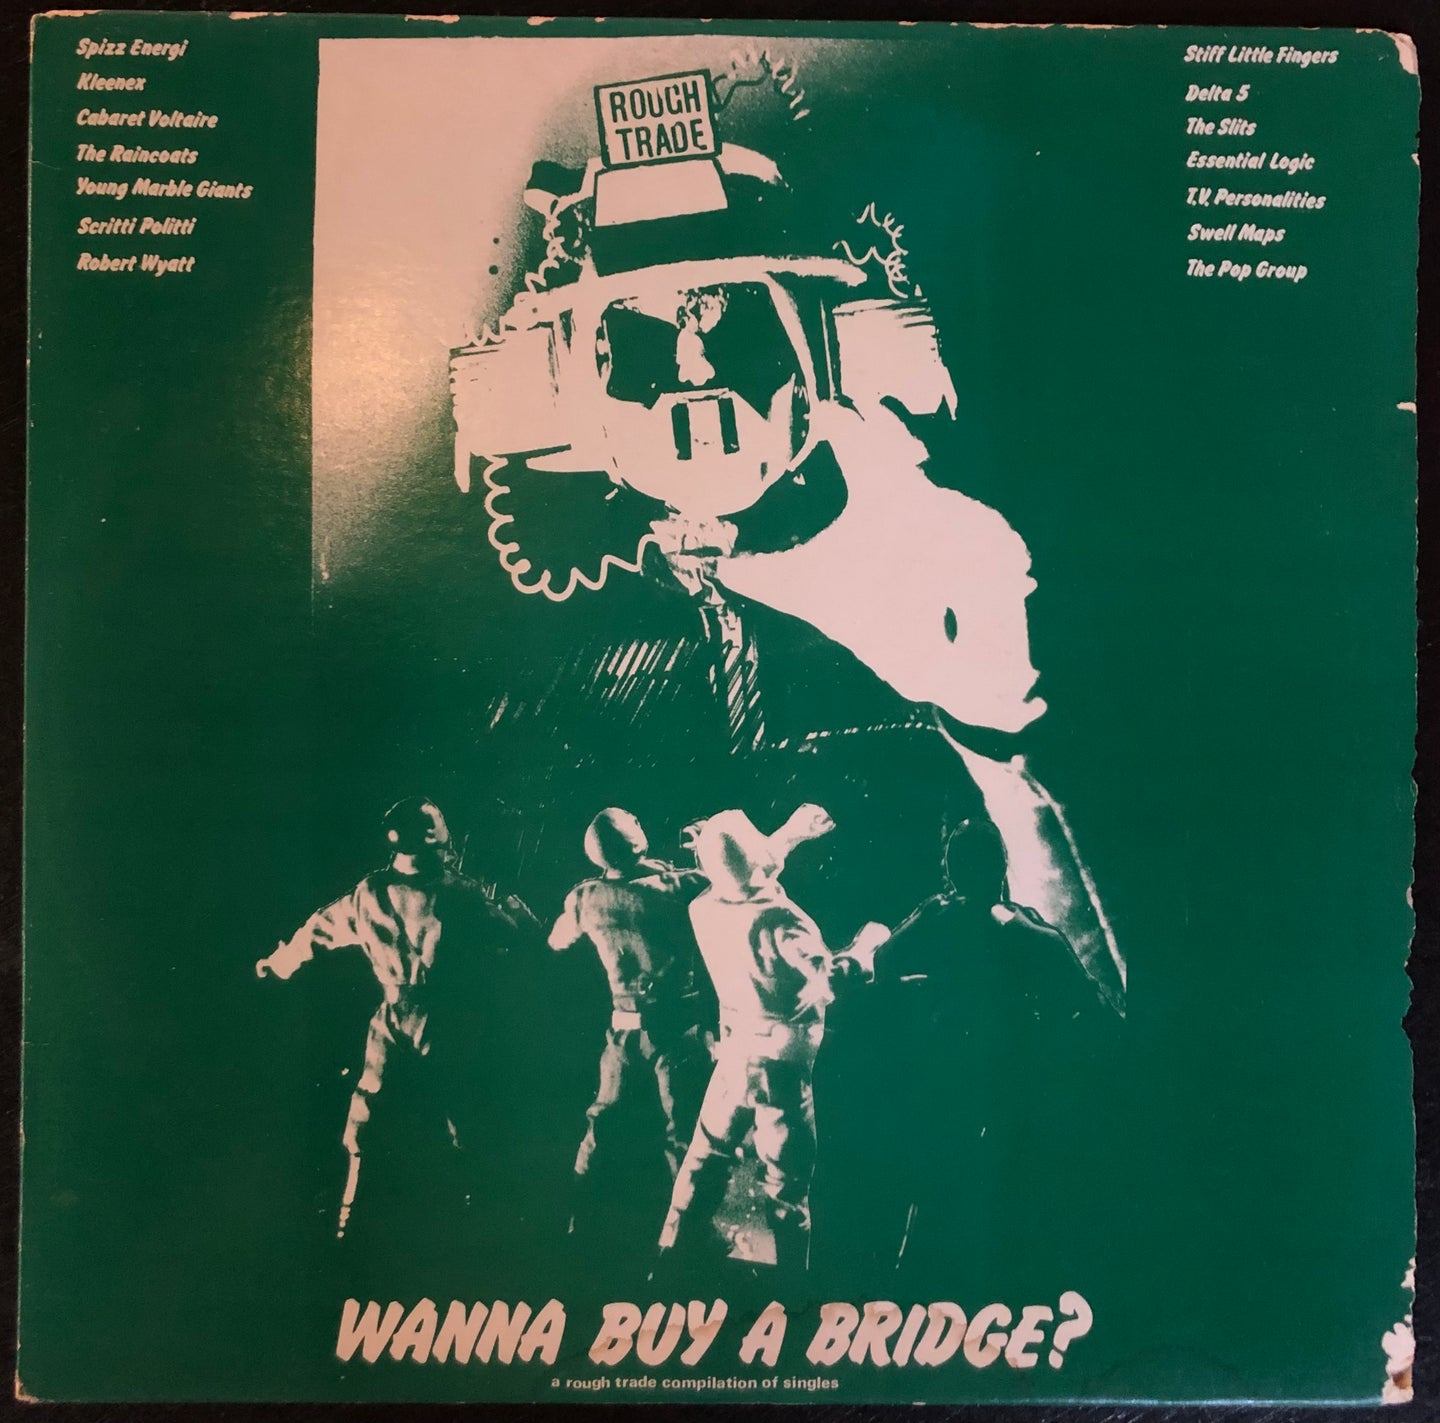 Spizz Energi
Kleenex
Cabaret Voltaire
The Raincoats
Young Marble Giants
Scritti Politti
Robert Wyatt
ROUGH
TRADE
Stiff Little Fingers
Delta 5
The Slits
Essential Logic
T.V. Personalities
Swell Maps
The Pop Group
WANNA BUY A BRIDGE?
a rough trade compilation of singles